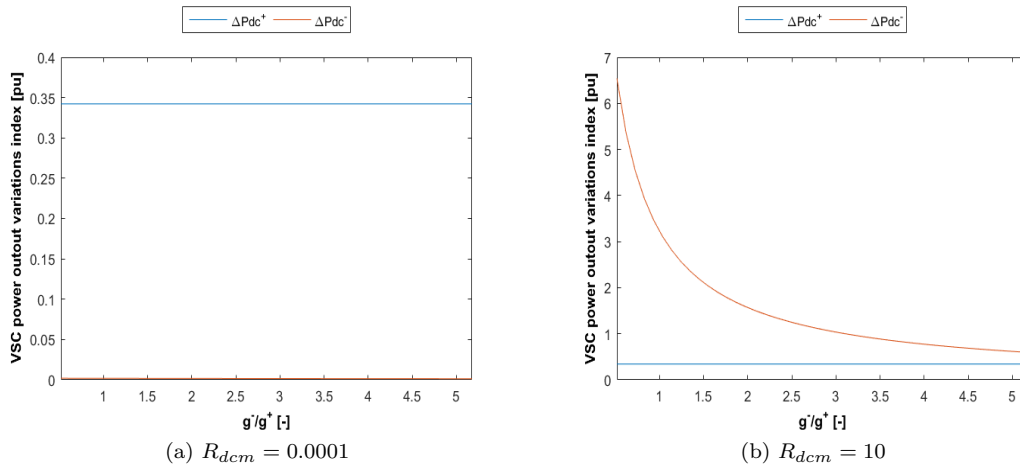 ΔPdc⁺ ΔPdc⁻
VSC power outout variations index [pu]
0.4
0.35
0.3
0.25
0.2
0.15
0.1
0.05
0
1 1.5 2 2.5 3 3.5 4 4.5 5
g⁻/g⁺ [-]
(a) R_dcm = 0.0001
ΔPdc⁺ ΔPdc⁻
VSC power outout variations index [pu]
7
6
5
4
3
2
1
0
1 1.5 2 2.5 3 3.5 4 4.5 5
g⁻/g⁺ [-]
(b) R_dcm = 10